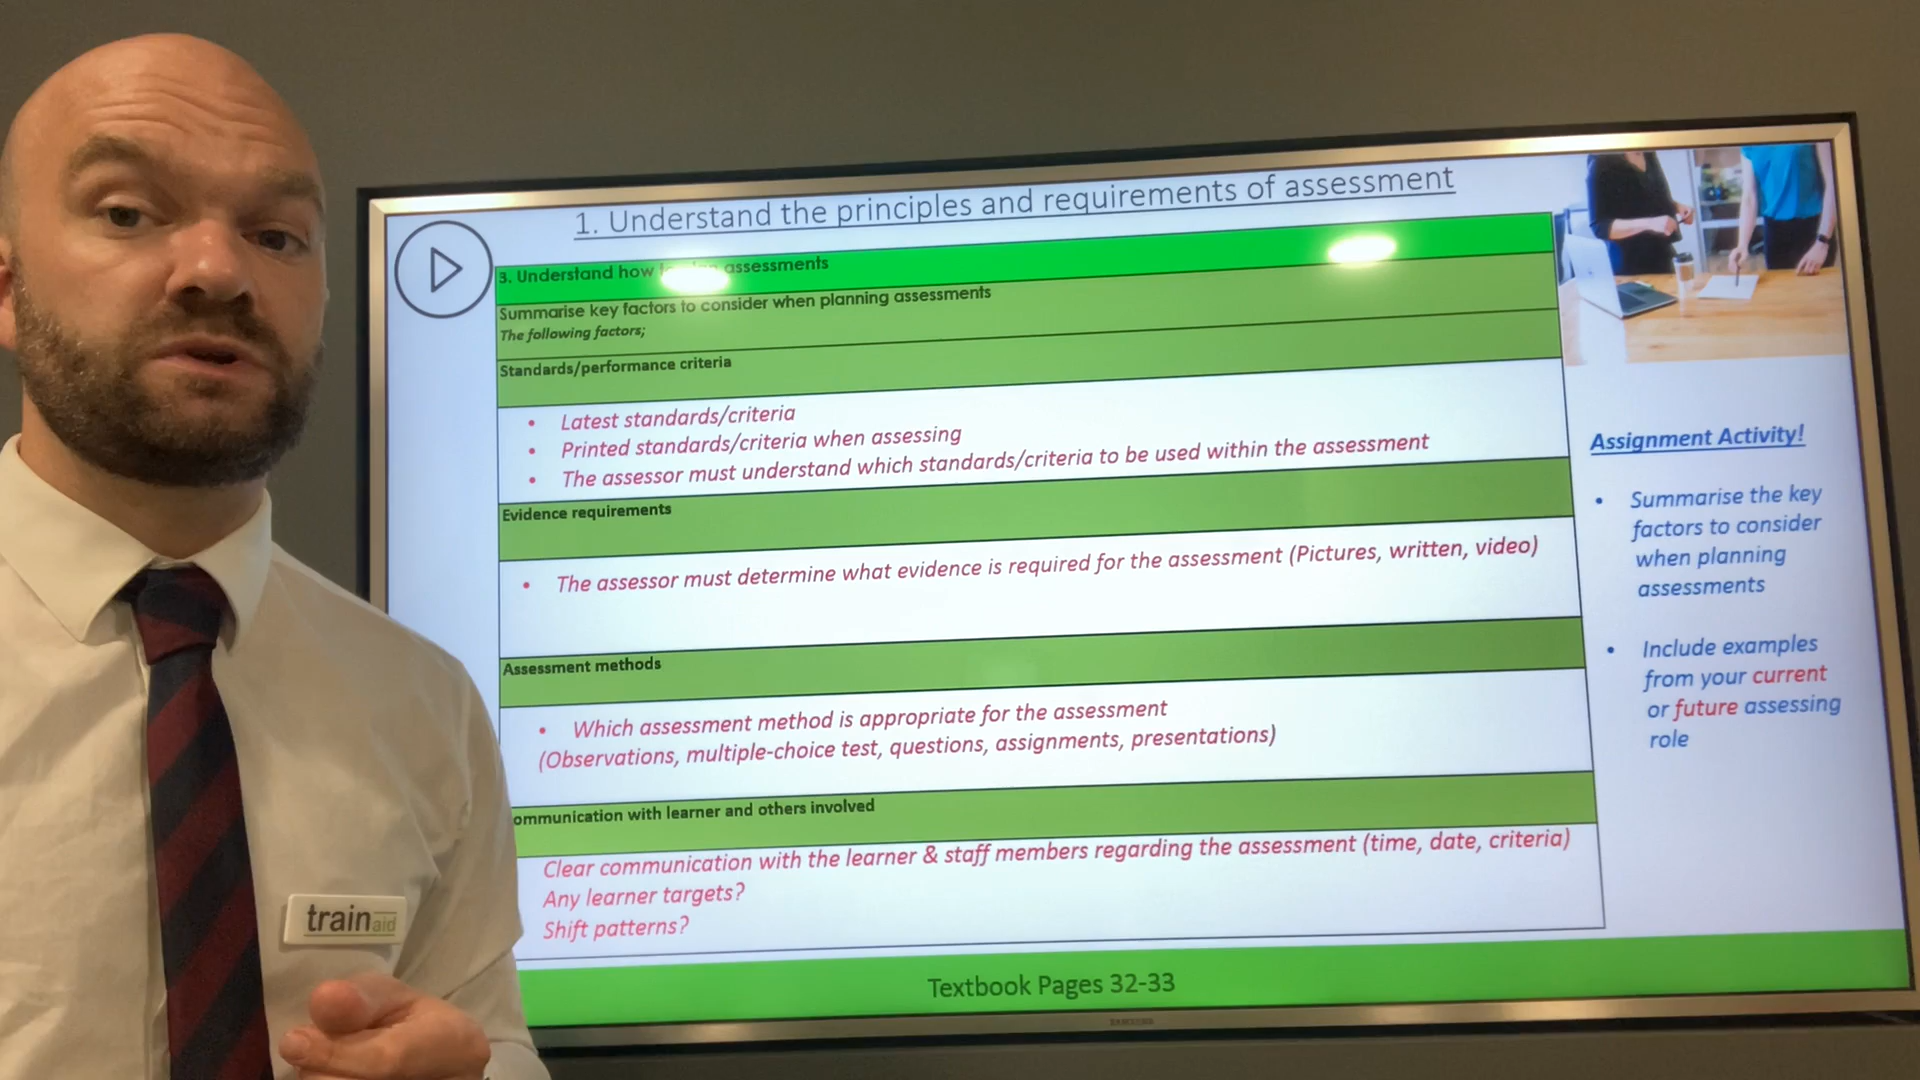 1. Understand the principles and requirements of assessment
3. Understand how assessments
Summarise key factors to consider when planning assessments
The following factors;
Standards/performance criteria
• Latest standards/criteria
• Printed standards/criteria when assessing
• The assessor must understand which standards/criteria to be used within the assessment
Evidence requirements
• The assessor must determine what evidence is required for the assessment (Pictures, written, video)
Assessment methods
• Which assessment method is appropriate for the assessment
(Observations, multiple-choice test, questions, assignments, presentations)
ommunication with learner and others involved
Clear communication with the learner & staff members regarding the assessment (time, date, criteria)
Any learner targets?
Shift patterns?
Assignment Activity!
• Summarise the key
factors to consider
when planning
assessments
• Include examples
from your current
or future assessing
role
Textbook Pages 32-33
SAMSUNG
trainaid